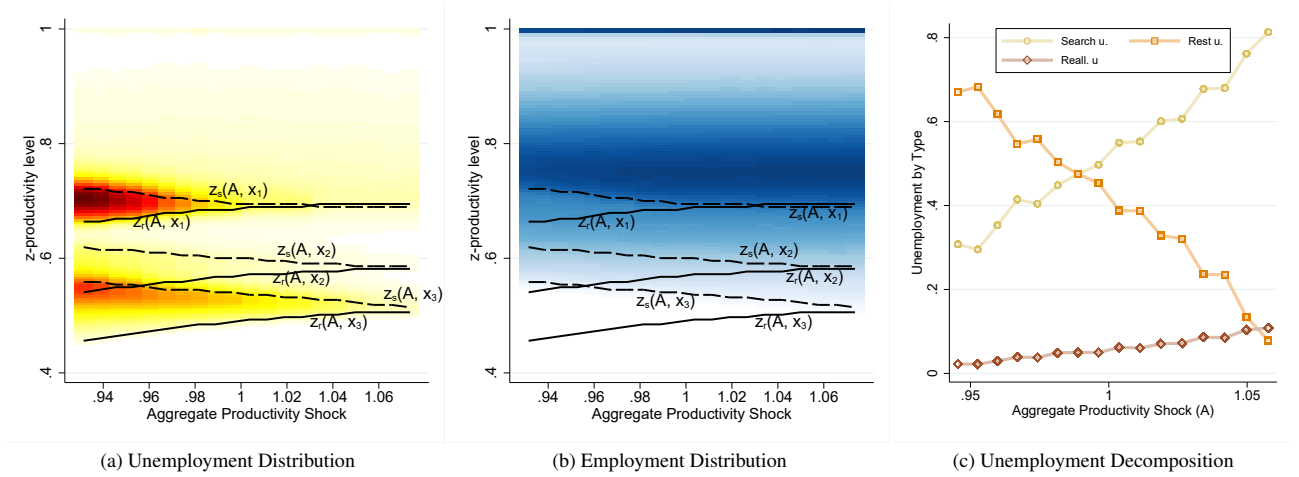 z-productivity level
1
.8
.6
.4
zs(A, x1)
zr(A, x1)
zs(A, x2)
zr(A, x2)
zs(A, x3)
zr(A, x3)
.94 .96 .98 1 1.02 1.04 1.06
Aggregate Productivity Shock
(a) Unemployment Distribution
z-productivity level
1
.8
.6
.4
zr(A, x1)
zs(A, x1)
zs(A, x2)
zr(A, x2)
zs(A, x3)
zr(A, x3)
.94 .96 .98 1 1.02 1.04 1.06
Aggregate Productivity Shock
(b) Employment Distribution
Unemployment by Type
.8
.6
.4
.2
0
Search u. Rest u.
Reall. u
.95 1 1.05
Aggregate Productivity Shock (A)
(c) Unemployment Decomposition